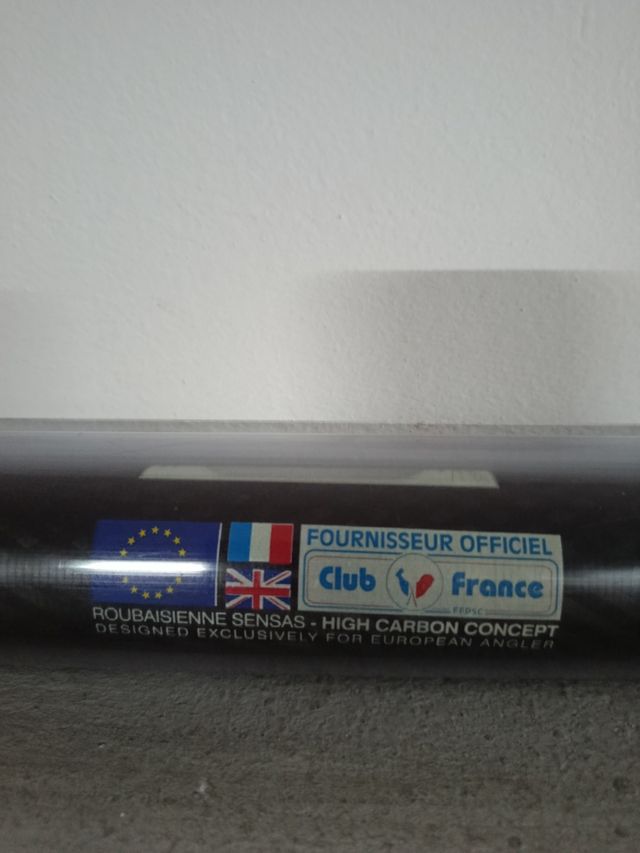 FOURNISSEUR OFFICIEL
Club France
FFPSC
ROUBAISIENNE SENSAS - HIGH CARBON CONCEPT
DESIGNED EXCLUSIVELY FOR EUROPEAN ANGLER